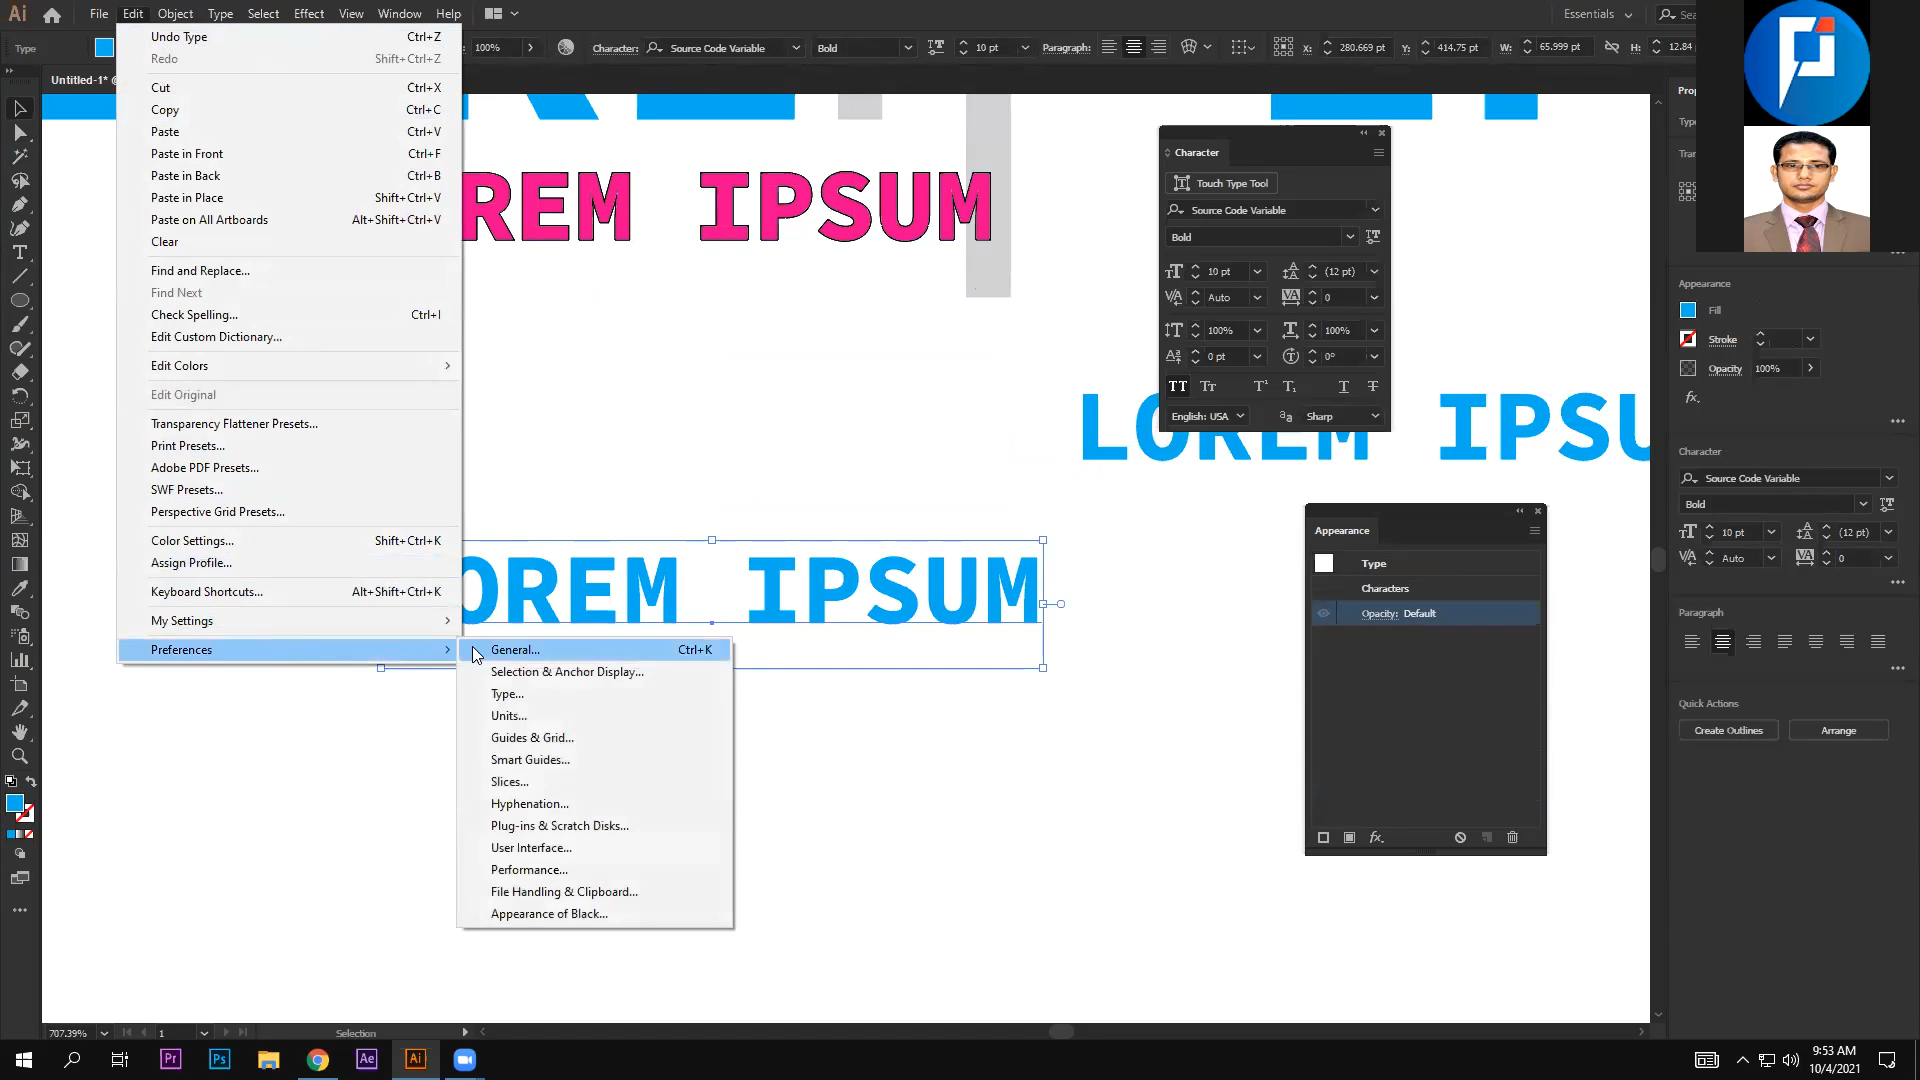 Ai File Edit Object Type Select Effect View Window Help Essentials Sea
Type 100% Character: Source Code Variable Bold 10 pt Paragraph: X: 280.669 pt Y: 414.75 pt W: 65.999 pt H: 12.84
Untitled-1* @
Undo Type Ctrl+Z
Redo Shift+Ctrl+Z
Cut Ctrl+X
Copy Ctrl+C
Paste Ctrl+V
Paste in Front Ctrl+F
Paste in Back Ctrl+B
Paste in Place Shift+Ctrl+V
Paste on All Artboards Alt+Shift+Ctrl+V
Clear
Find and Replace...
Find Next
Check Spelling... Ctrl+I
Edit Custom Dictionary...
Edit Colors
Edit Original
Transparency Flattener Presets...
Print Presets...
Adobe PDF Presets...
SWF Presets...
Perspective Grid Presets...
Color Settings... Shift+Ctrl+K
Assign Profile...
Keyboard Shortcuts... Alt+Shift+Ctrl+K
My Settings
Preferences
General... Ctrl+K
Selection & Anchor Display...
Type...
Units...
Guides & Grid...
Smart Guides...
Slices...
Hyphenation...
Plug-ins & Scratch Disks...
User Interface...
Performance...
File Handling & Clipboard...
Appearance of Black...
REM IPSUM
LOREM IPSU
OREM IPSUM
Character
Touch Type Tool
Source Code Variable
Bold
10 pt (12 pt)
Auto 0
100% 100%
0 pt 0°
English: USA Sharp
Appearance
Type
Characters
Opacity: Default
Prop
Type
Tran
Appearance
Fill
Stroke
Opacity 100%
Character
Source Code Variable
Bold
10 pt (12 pt)
Auto 0
Paragraph
Quick Actions
Create Outlines Arrange
707.39% 1 Selection
Pr Ps Ae Ai
9:53 AM
10/4/2021